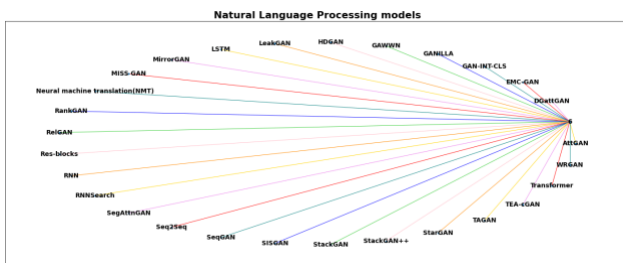 Natural Language Processing models
HDGAN
LeakGAN
GAWWN
LSTM
GANILLA
MirrorGAN
GAN-INT-CLS
MISS-GAN
EMC-GAN
Neural machine translation(NMT)
DGattGAN
RankGAN
6
RelGAN
AttGAN
Res-blocks
WRGAN
RNN
Transformer
RNNSearch
TEA-cGAN
SegAttnGAN
TAGAN
Seq2Seq
StarGAN
SeqGAN
StackGAN++
SISGAN
StackGAN